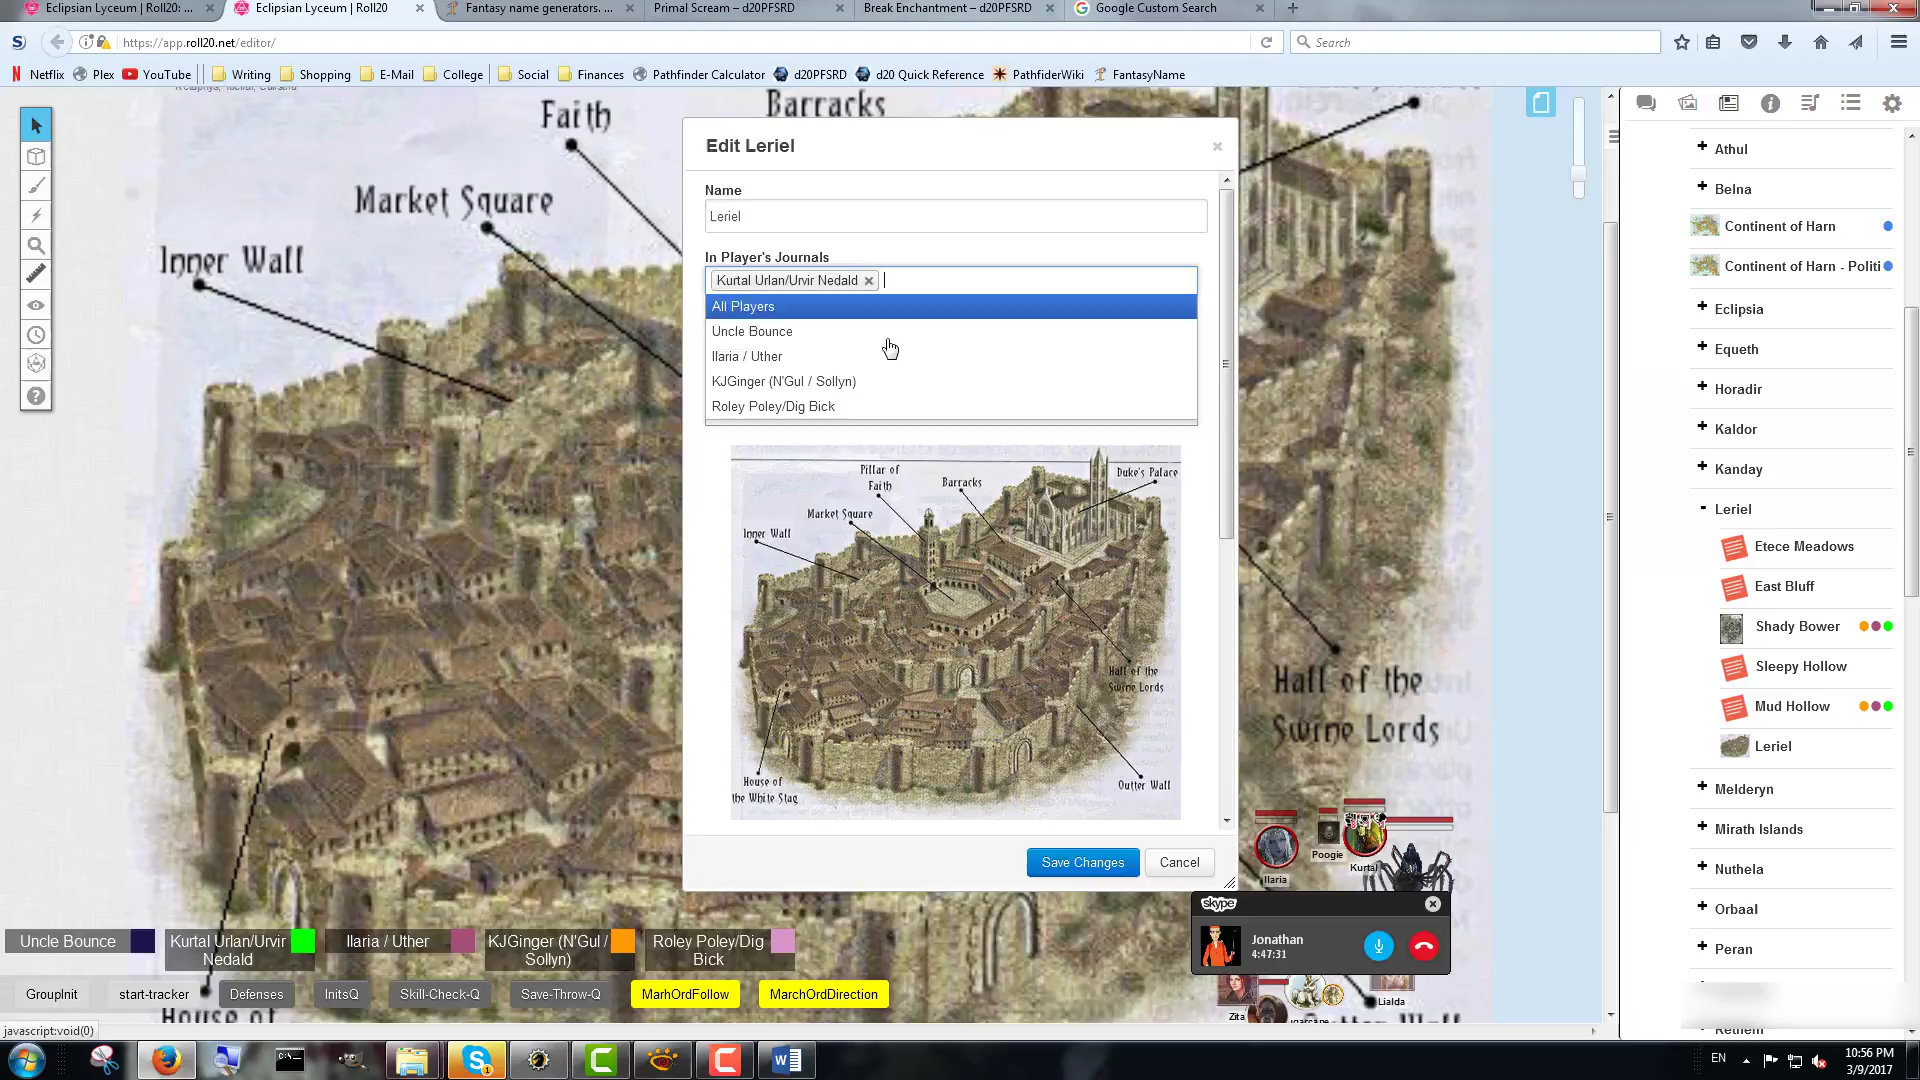 Eclipsian Lyceum | Roll20: ...
Eclipsian Lyceum | Roll20
Fantasy name generators. ...
Primal Scream – d20PFSRD
Break Enchantment – d20PFSRD
Google Custom Search
https://app.roll20.net/editor/
Search
Netflix
Plex
YouTube
Writing
Shopping
E-Mail
College
Social
Finances
Pathfinder Calculator
d20PFSRD
d20 Quick Reference
PathfiderWiki
FantasyName
Faith
Barracks
Market Square
Inner Wall
Hall of the
Swine Lords
House of
Edit Leriel
Name
Leriel
In Player's Journals
Kurtal Urlan/Urvir Nedald
All Players
Uncle Bounce
Ilaria / Uther
KJGinger (N'Gul / Sollyn)
Roley Poley/Dig Bick
Pillar of
Faith
Barracks
Duke's Palace
Market Square
Inner Wall
Hall of the
Swine Lords
House of
the White Stag
Outter Wall
Save Changes
Cancel
Athul
Belna
Continent of Harn
Continent of Harn - Politi
Eclipsia
Equeth
Horadir
Kaldor
Kanday
Leriel
Etece Meadows
East Bluff
Shady Bower
Sleepy Hollow
Mud Hollow
Leriel
Melderyn
Mirath Islands
Nuthela
Orbaal
Peran
Ilaria
Poogie
Kurtal
skype
Jonathan
4:47:31
Zita
Lialda
Uncle Bounce
Kurtal Urlan/Urvir
Nedald
Ilaria / Uther
KJGinger (N'Gul /
Sollyn)
Roley Poley/Dig
Bick
GroupInit
start-tracker
Defenses
InitsQ
Skill-Check-Q
Save-Throw-Q
MarhOrdFollow
MarchOrdDirection
javascript:void(0)
EN
10:56 PM
3/9/2017